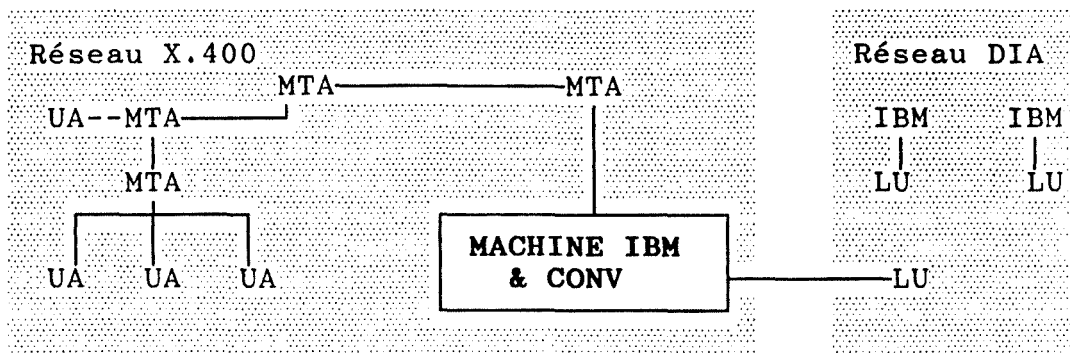 Réseau X.400
MTA MTA
UA--MTA
MTA
UA UA UA
MACHINE IBM
& CONV
Réseau DIA
IBM IBM
LU LU
LU